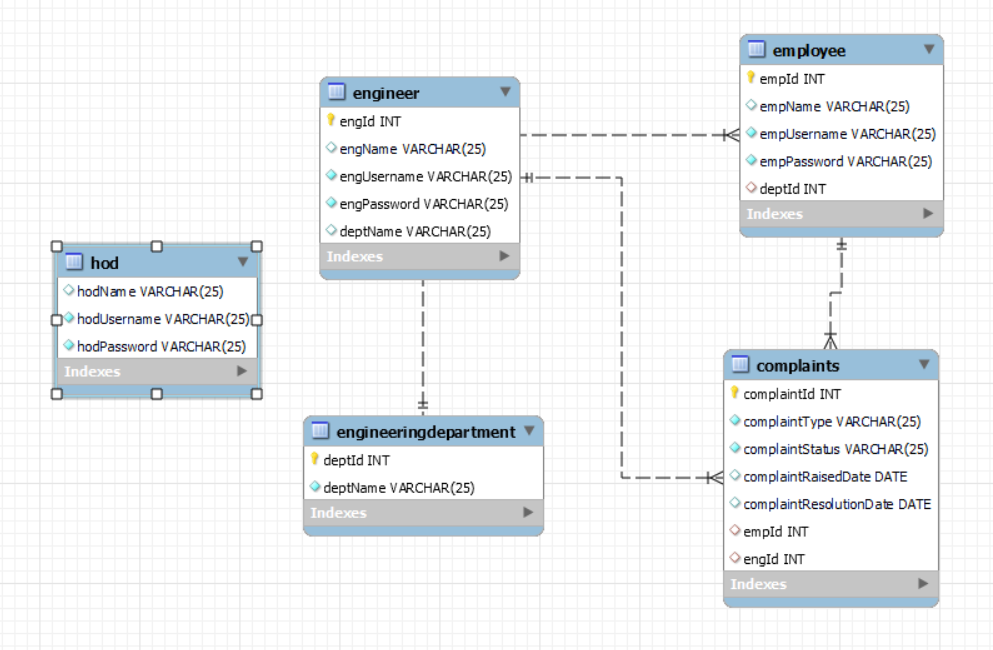 employee
empId INT
empName VARCHAR(25)
empUsername VARCHAR(25)
empPassword VARCHAR(25)
deptId INT
Indexes
engineer
engId INT
engName VARCHAR(25)
engUsername VARCHAR(25)
engPassword VARCHAR(25)
deptName VARCHAR(25)
Indexes
hod
hodName VARCHAR(25)
hodUsername VARCHAR(25)
hodPassword VARCHAR(25)
Indexes
engineeringdepartment
deptId INT
deptName VARCHAR(25)
Indexes
complaints
complaintId INT
complaintType VARCHAR(25)
complaintStatus VARCHAR(25)
complaintRaisedDate DATE
complaintResolutionDate DATE
empId INT
engId INT
Indexes